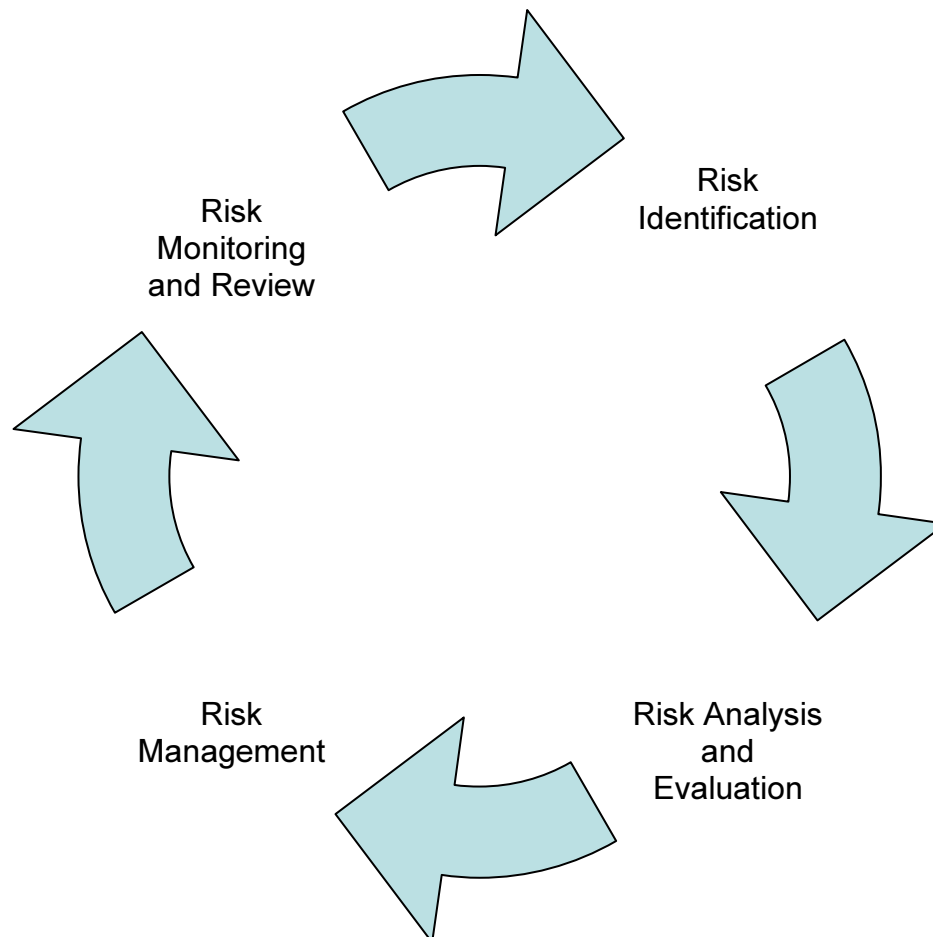 Risk
Identification
Risk Analysis
and
Evaluation
Risk
Management
Risk
Monitoring
and Review